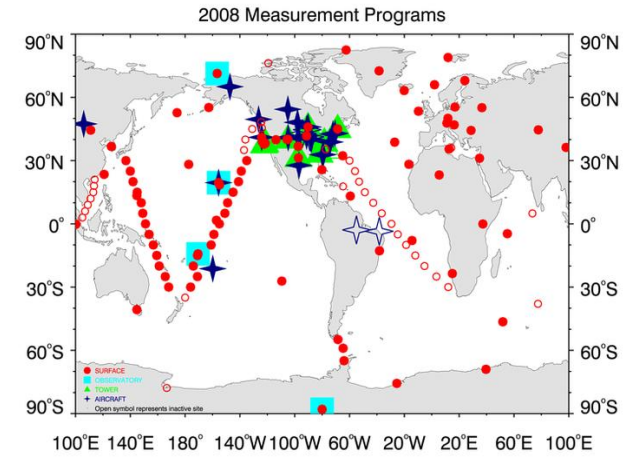 2008 Measurement Programs
90°N 90°N
60°N 60°N
30°N 30°N
0° 0°
30°S 30°S
60°S 60°S
SURFACE
OBSERVATORY
TOWER
AIRCRAFT
Open symbol represents inactive site
90°S 90°S
100°E 140°E 180° 140°W 100°W 60°W 20°W 20°E 60°E 100°E